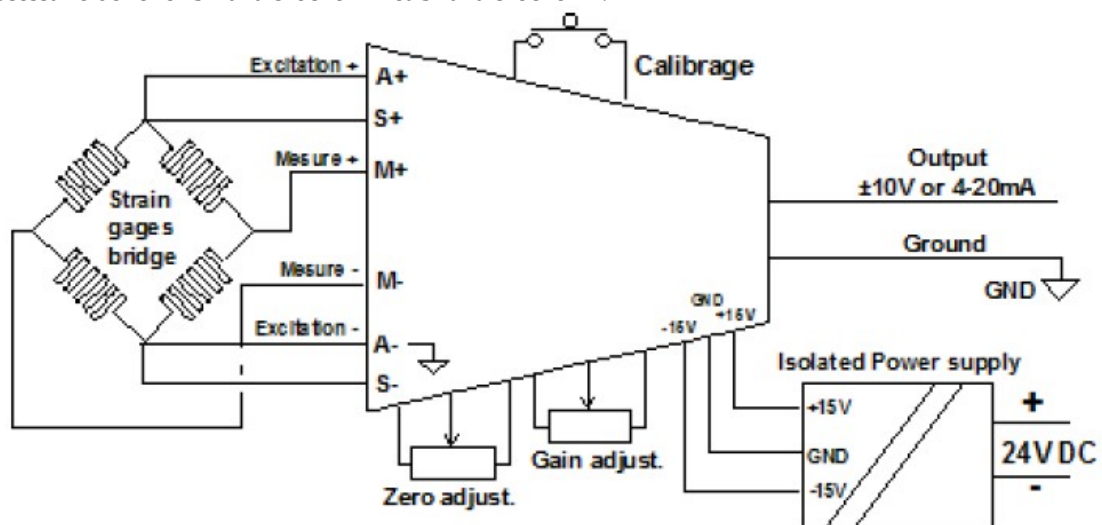 Calibrage
Excitation +
A+
S+
Mesure +
M+
Strain
gages
bridge
Output
±10V or 4-20mA
Ground
GND
Mesure -
M-
Excitation -
A-
S-
GND
-15V
+15V
Isolated Power supply
+15V
GND
-15V
+
24V DC
-
Gain adjust.
Zero adjust.